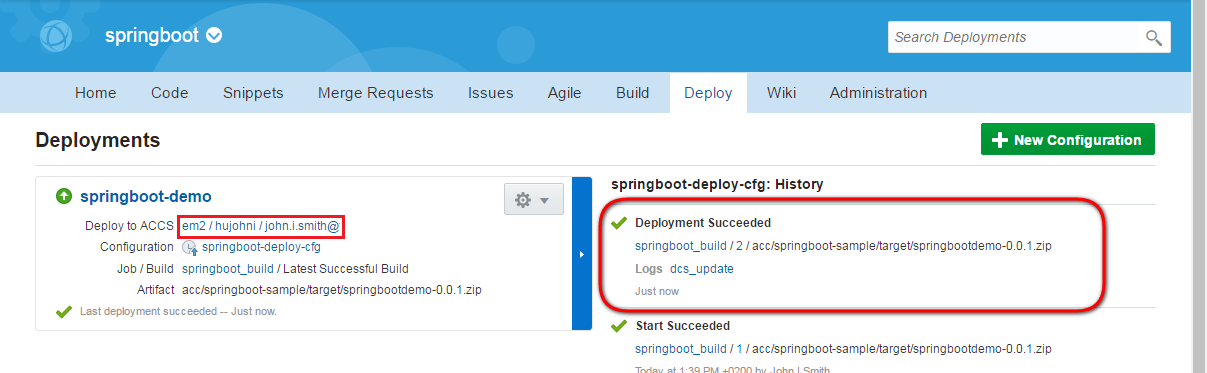 springboot
Search Deployments
Home Code Snippets Merge Requests Issues Agile Build Deploy Wiki Administration
Deployments
New Configuration
springboot-demo
Deploy to ACCS em2 / hujohni / john.i.smith@
Configuration springboot-deploy-cfg
Job / Build springboot_build / Latest Successful Build
Artifact acc/springboot-sample/target/springbootdemo-0.0.1.zip
Last deployment succeeded -- Just now.
springboot-deploy-cfg: History
Deployment Succeeded
springboot_build / 2 / acc/springboot-sample/target/springbootdemo-0.0.1.zip
Logs dcs_update
Just now
Start Succeeded
springboot_build / 1 / acc/springboot-sample/target/springbootdemo-0.0.1.zip
Today at 1:39 PM +0200 by John I Smith